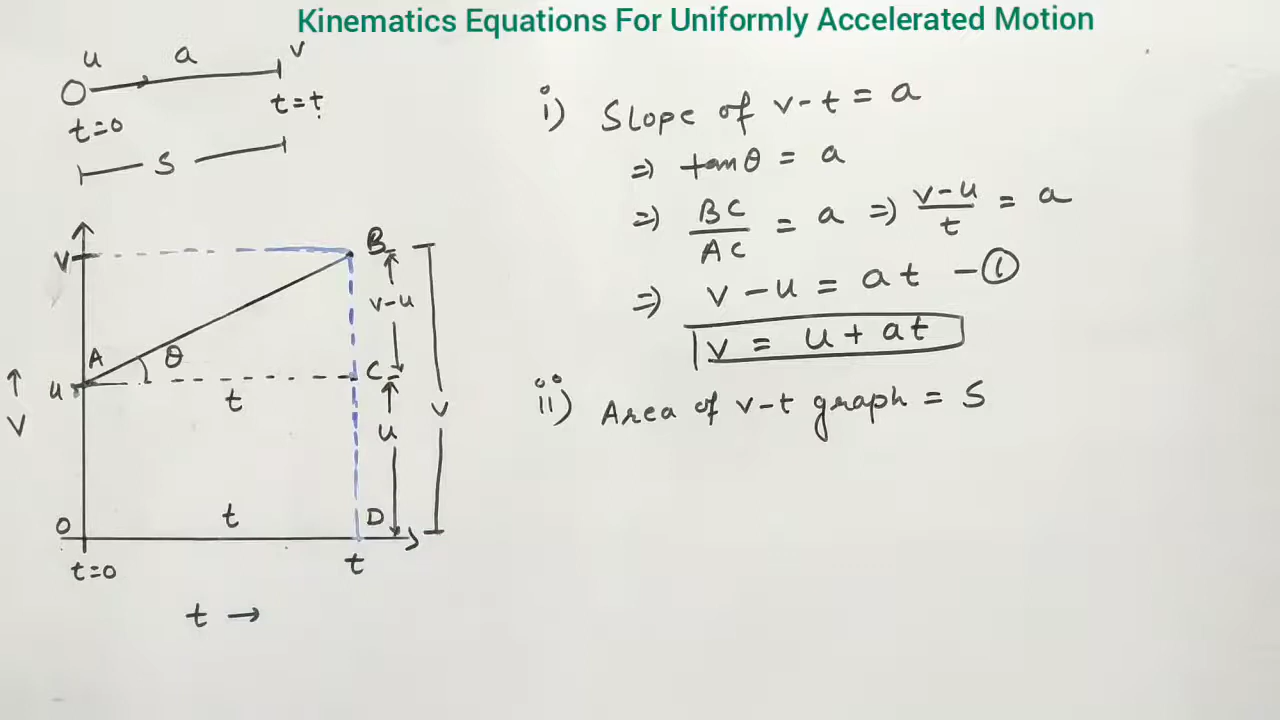 Kinematics Equations For Uniformly Accelerated Motion
u a v
t=0 t=t
S
i) Slope of v-t = a
=) tanθ = a
=) BC/AC = a =) v-u/t = a
=) v-u = at -①
v = u + at
ii) Area of v-t graph = S
v B
v-u
A θ
u t C
v
u v
O t D
t=0 t
t →